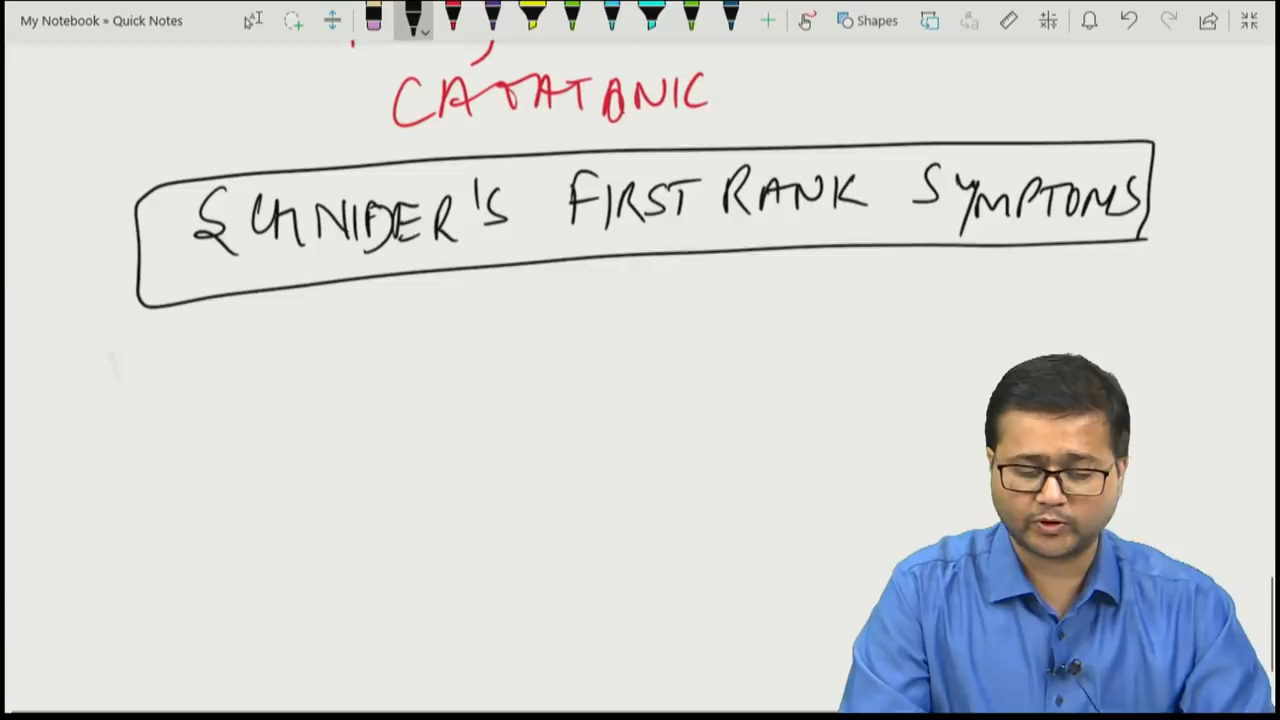 My Notebook » Quick Notes
Shapes
CATATONIC
SCHNIDER'S FIRST RANK SYMPTOMS